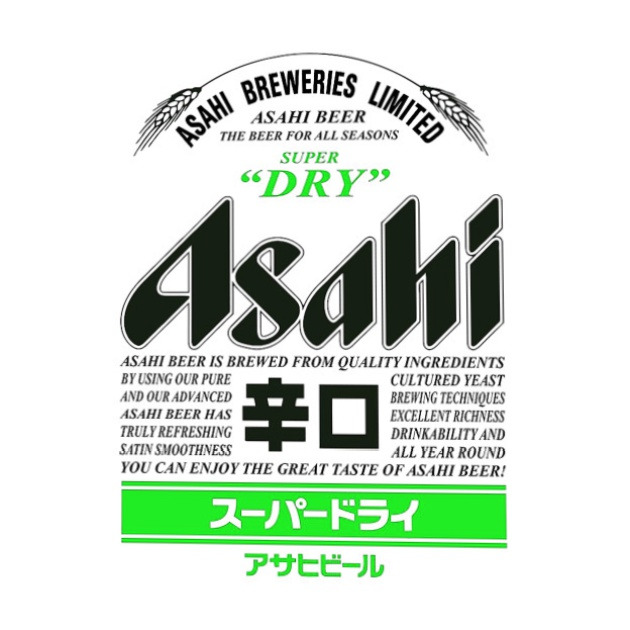 ASAHI BREWERIES LIMITED
ASAHI BEER
THE BEER FOR ALL SEASONS
SUPER
“DRY”
Asahi
ASAHI BEER IS BREWED FROM QUALITY INGREDIENTS
BY USING OUR PURE
AND OUR ADVANCED
ASAHI BEER HAS
TRULY REFRESHING
SATIN SMOOTHNESS
辛口
CULTURED YEAST
BREWING TECHNIQUES
EXCELLENT RICHNESS
DRINKABILITY AND
ALL YEAR ROUND
YOU CAN ENJOY THE GREAT TASTE OF ASAHI BEER!
スーパードライ
アサヒビール